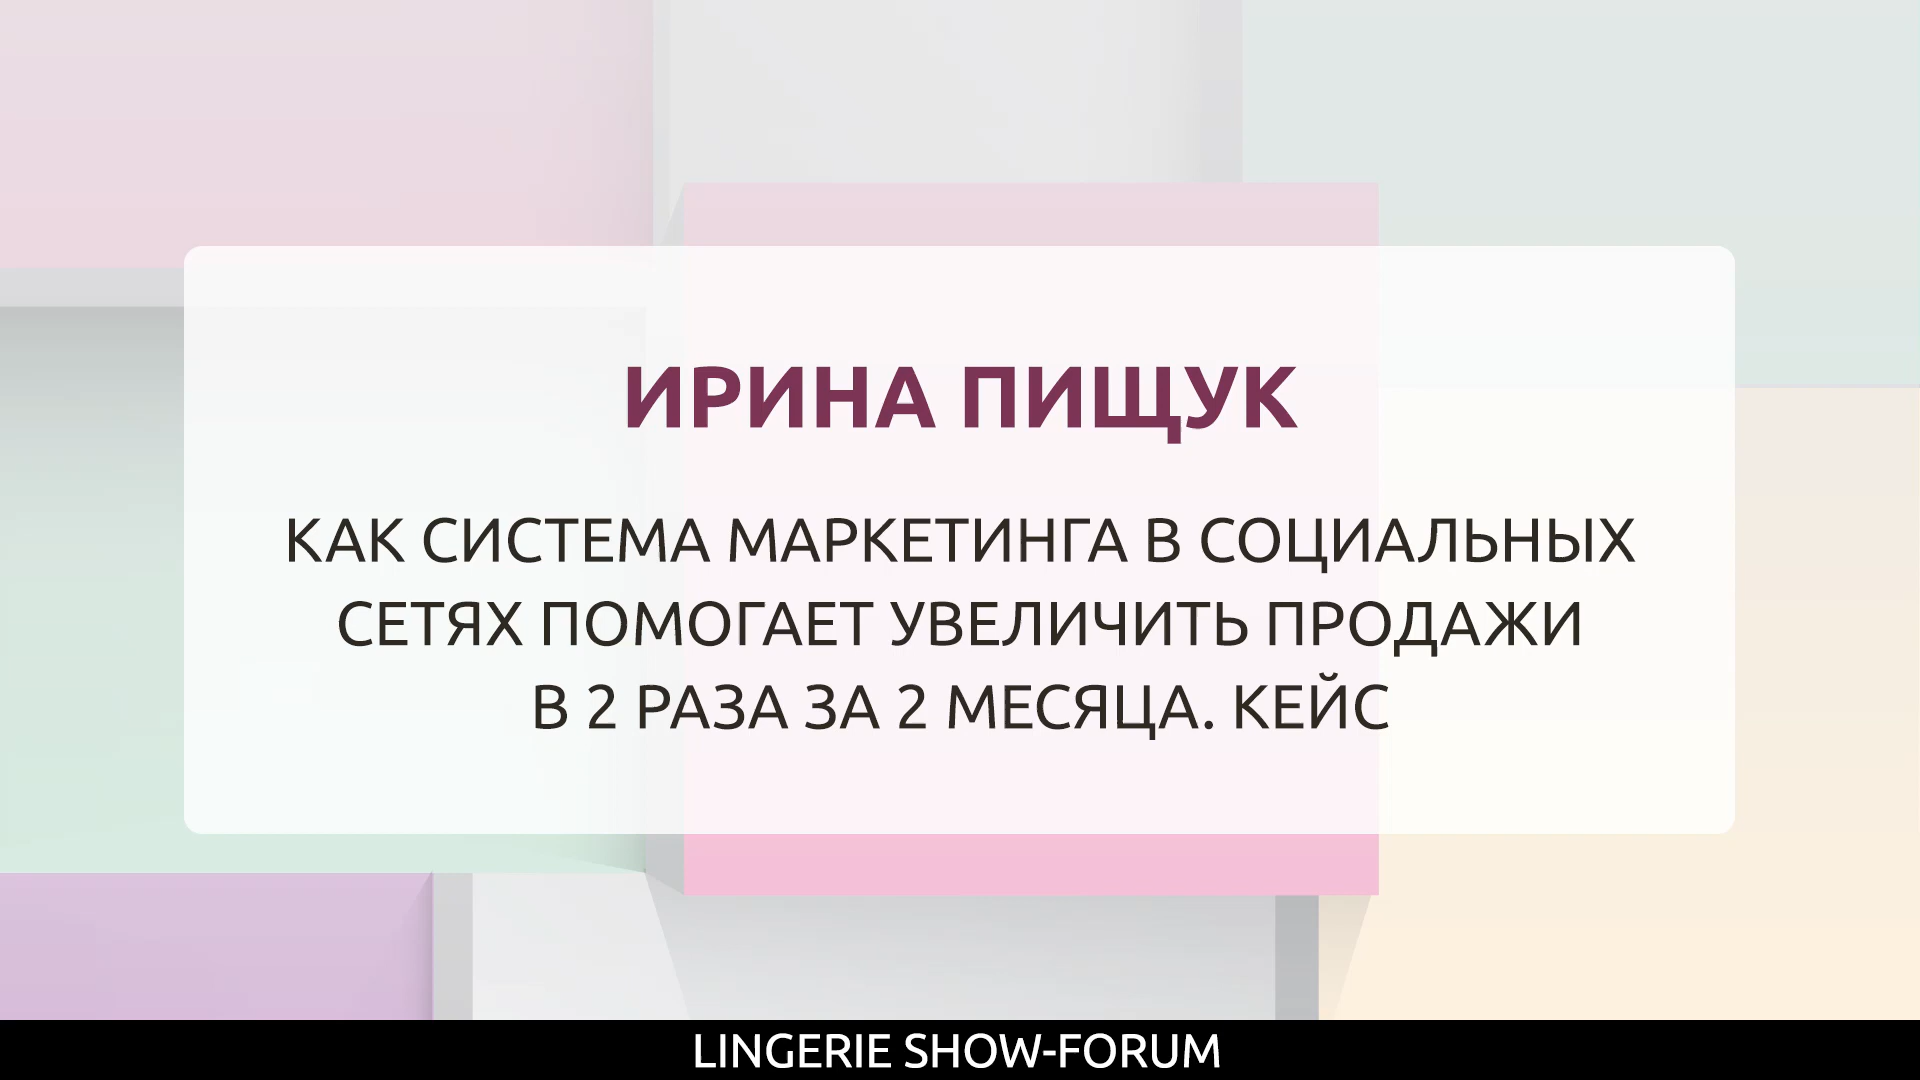 ИРИНА ПИЩУК
КАК СИСТЕМА МАРКЕТИНГА В СОЦИАЛЬНЫХ
СЕТЯХ ПОМОГАЕТ УВЕЛИЧИТЬ ПРОДАЖИ
В 2 РАЗА ЗА 2 МЕСЯЦА. КЕЙС
LINGERIE SHOW-FORUM